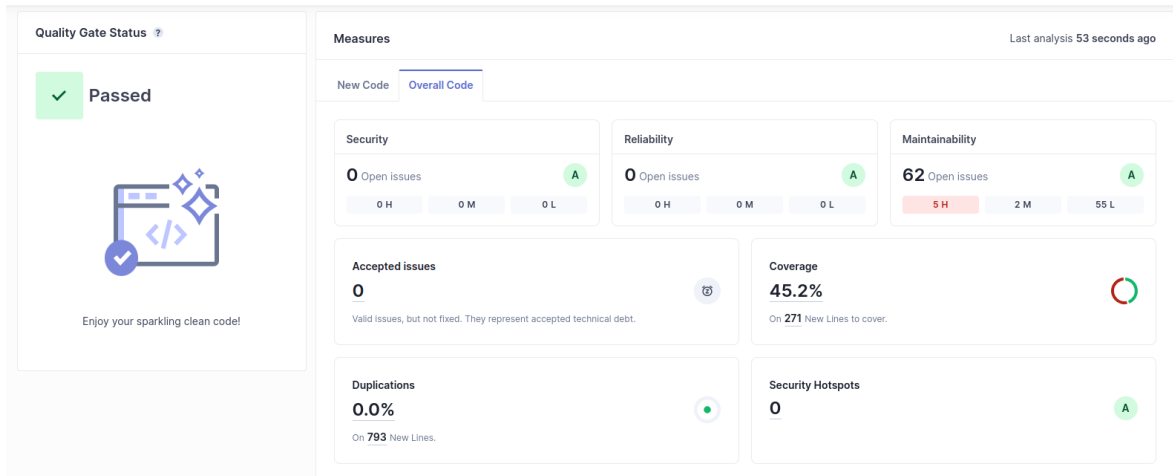 Quality Gate Status ?
Passed
Enjoy your sparkling clean code!
Measures
Last analysis 53 seconds ago
New Code
Overall Code
Security
0 Open issues
A
0 H
0 M
0 L
Reliability
0 Open issues
A
0 H
0 M
0 L
Maintainability
62 Open issues
A
5 H
2 M
55 L
Accepted issues
0
Valid issues, but not fixed. They represent accepted technical debt.
Coverage
45.2%
On 271 New Lines to cover.
Duplications
0.0%
On 793 New Lines.
Security Hotspots
0
A